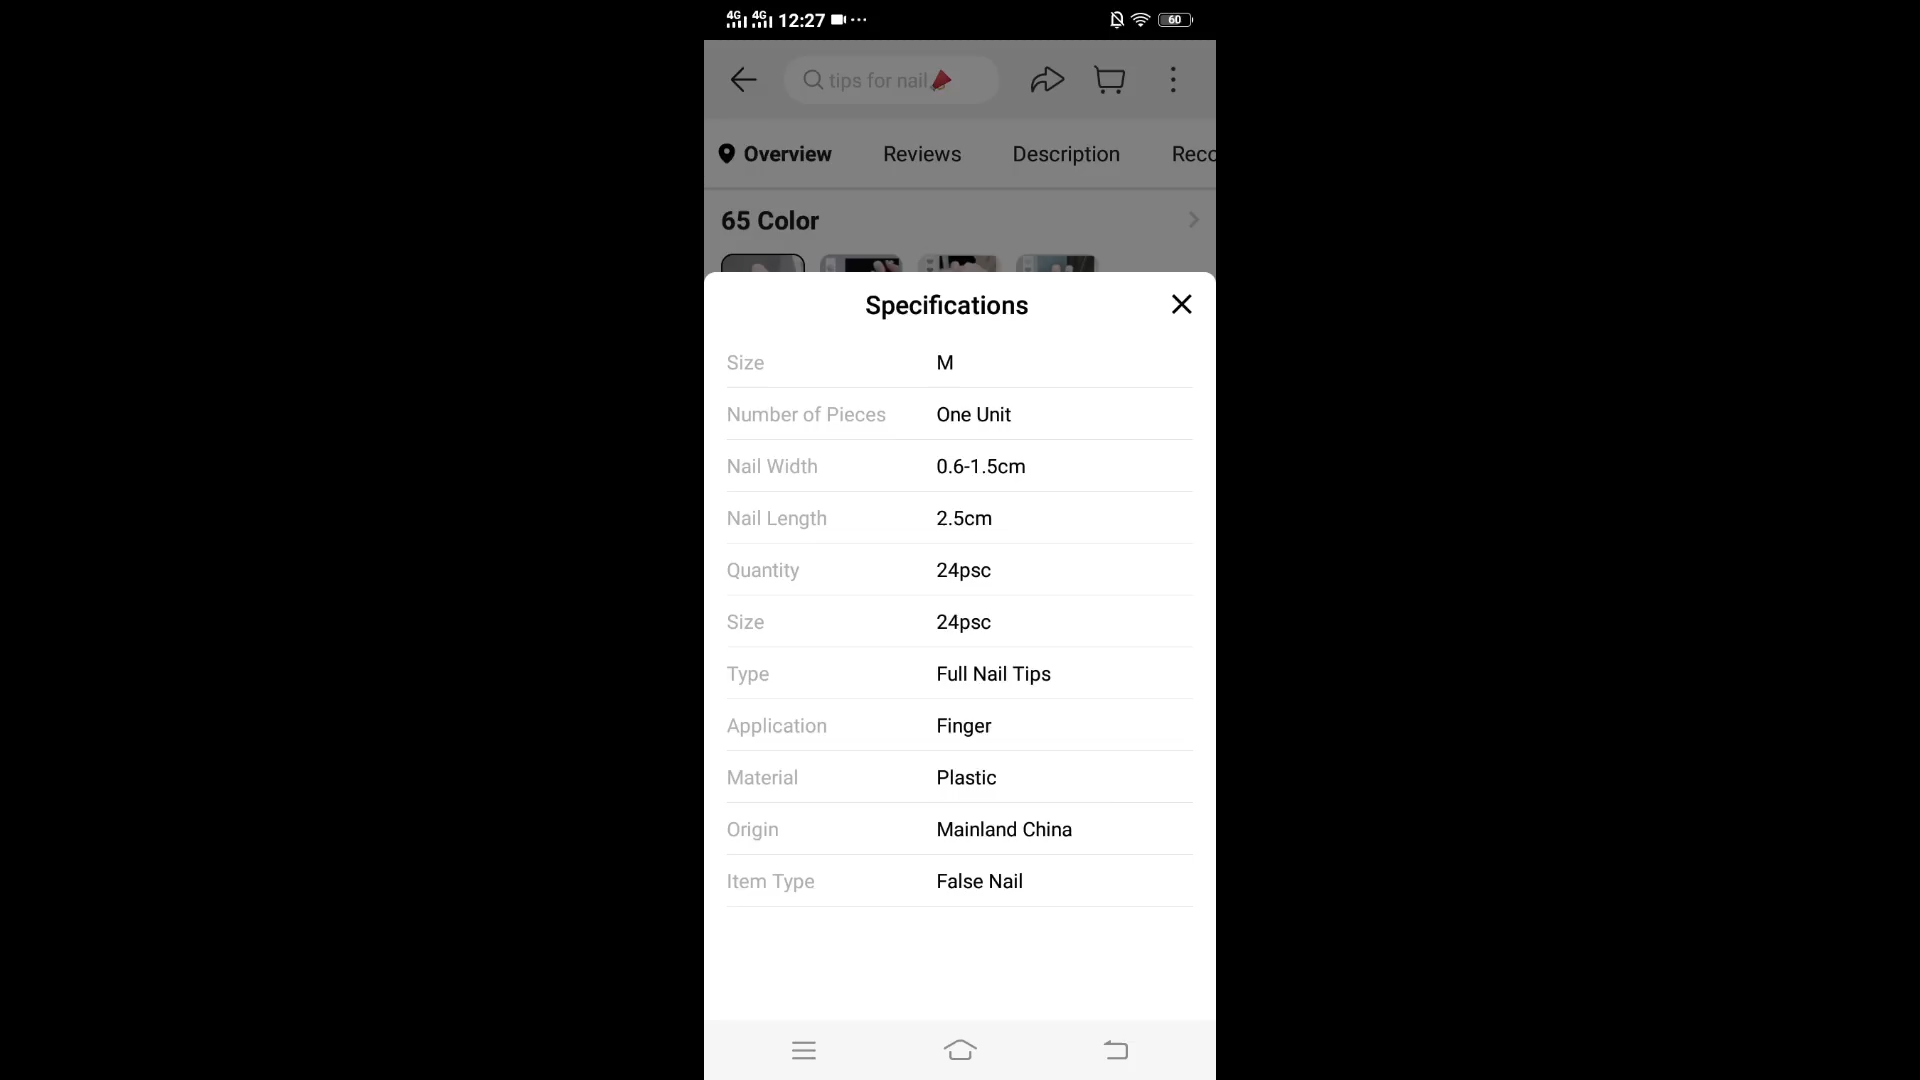 4G 4G 12:27 60
tips for nail
Overview Reviews Description Reco
65 Color
Specifications
Size M
Number of Pieces One Unit
Nail Width 0.6-1.5cm
Nail Length 2.5cm
Quantity 24psc
Size 24psc
Type Full Nail Tips
Application Finger
Material Plastic
Origin Mainland China
Item Type False Nail